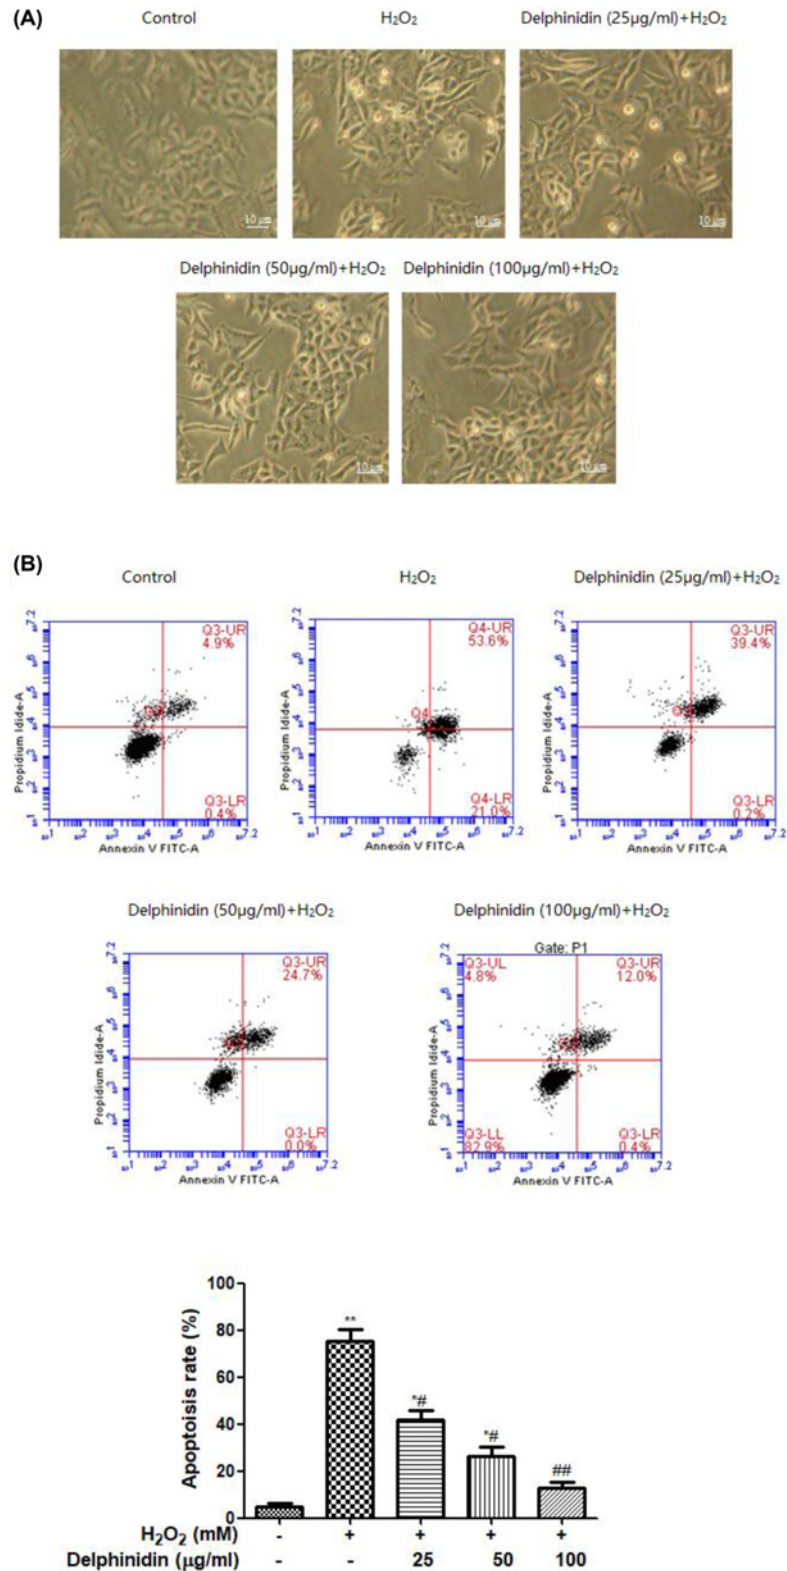 (A)
Control
H₂O₂
Delphinidin (25μg/ml)+H₂O₂
10 μm
10 μm
10 μm
Delphinidin (50μg/ml)+H₂O₂
Delphinidin (100μg/ml)+H₂O₂
10 μm
10 μm
(B)
Control
H₂O₂
Delphinidin (25μg/ml)+H₂O₂
Q3-UR
4.9%
Q3-LR
0.4%
Propidium Idide-A
Annexin V FITC-A
Q4-UR
53.6%
Q4
Q4-LR
21.0%
Propidium Idide-A
Annexin V FITC-A
Q3-UR
39.4%
Q3-LR
0.2%
Propidium Idide-A
Annexin V FITC-A
Delphinidin (50μg/ml)+H₂O₂
Delphinidin (100μg/ml)+H₂O₂
Q3-UR
24.7%
Q3-LR
0.0%
Propidium Idide-A
Annexin V FITC-A
Gate: P1
Q3-UL
4.8%
Q3-UR
12.0%
Q3-LL
82.9%
Q3-LR
0.4%
Propidium Idide-A
Annexin V FITC-A
Apoptoisis rate (%)
100
80
60
40
20
0
**
*#
*#
##
H₂O₂ (mM) - + + + +
Delphinidin (μg/ml) - - 25 50 100